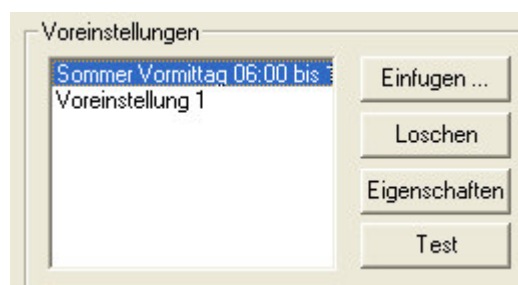 Voreinstellungen
Sommer Vormittag 06:00 bis
Voreinstellung 1
Einfugen ...
Loschen
Eigenschaften
Test